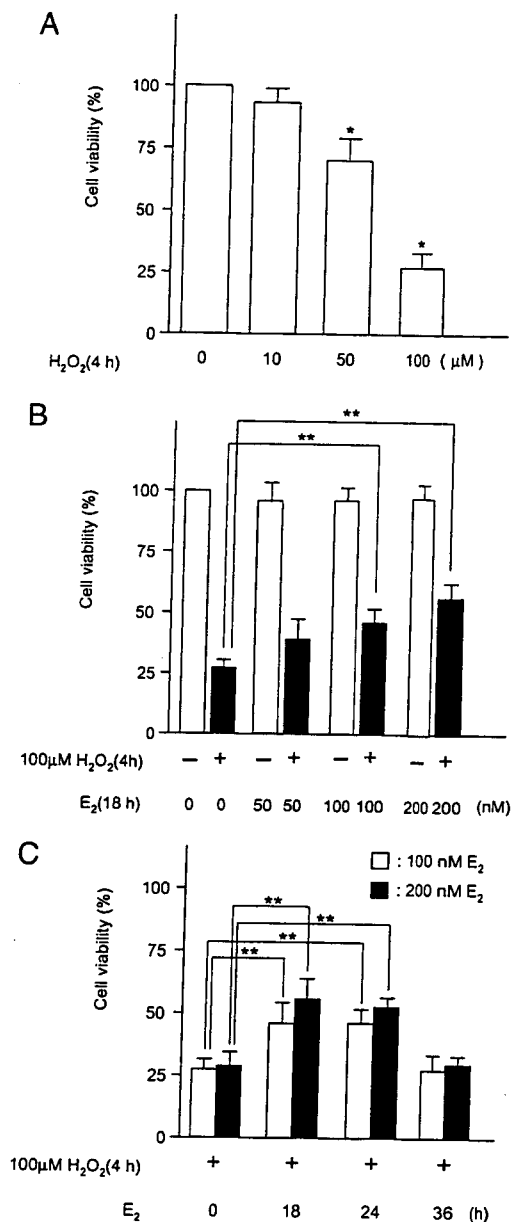 A
Cell viability (%)
100
75
50
25
0
*
*
H₂O₂(4 h) 0 10 50 100 ( μM )
B
Cell viability (%)
100
75
50
25
0
**
**
100μM H₂O₂(4h) − + − + − + − +
E₂(18 h) 0 0 50 50 100 100 200 200 (nM)
C
Cell viability (%)
100
75
50
25
0
: 100 nM E₂
: 200 nM E₂
**
**
**
**
100μM H₂O₂(4 h) + + + +
E₂ 0 18 24 36 (h)